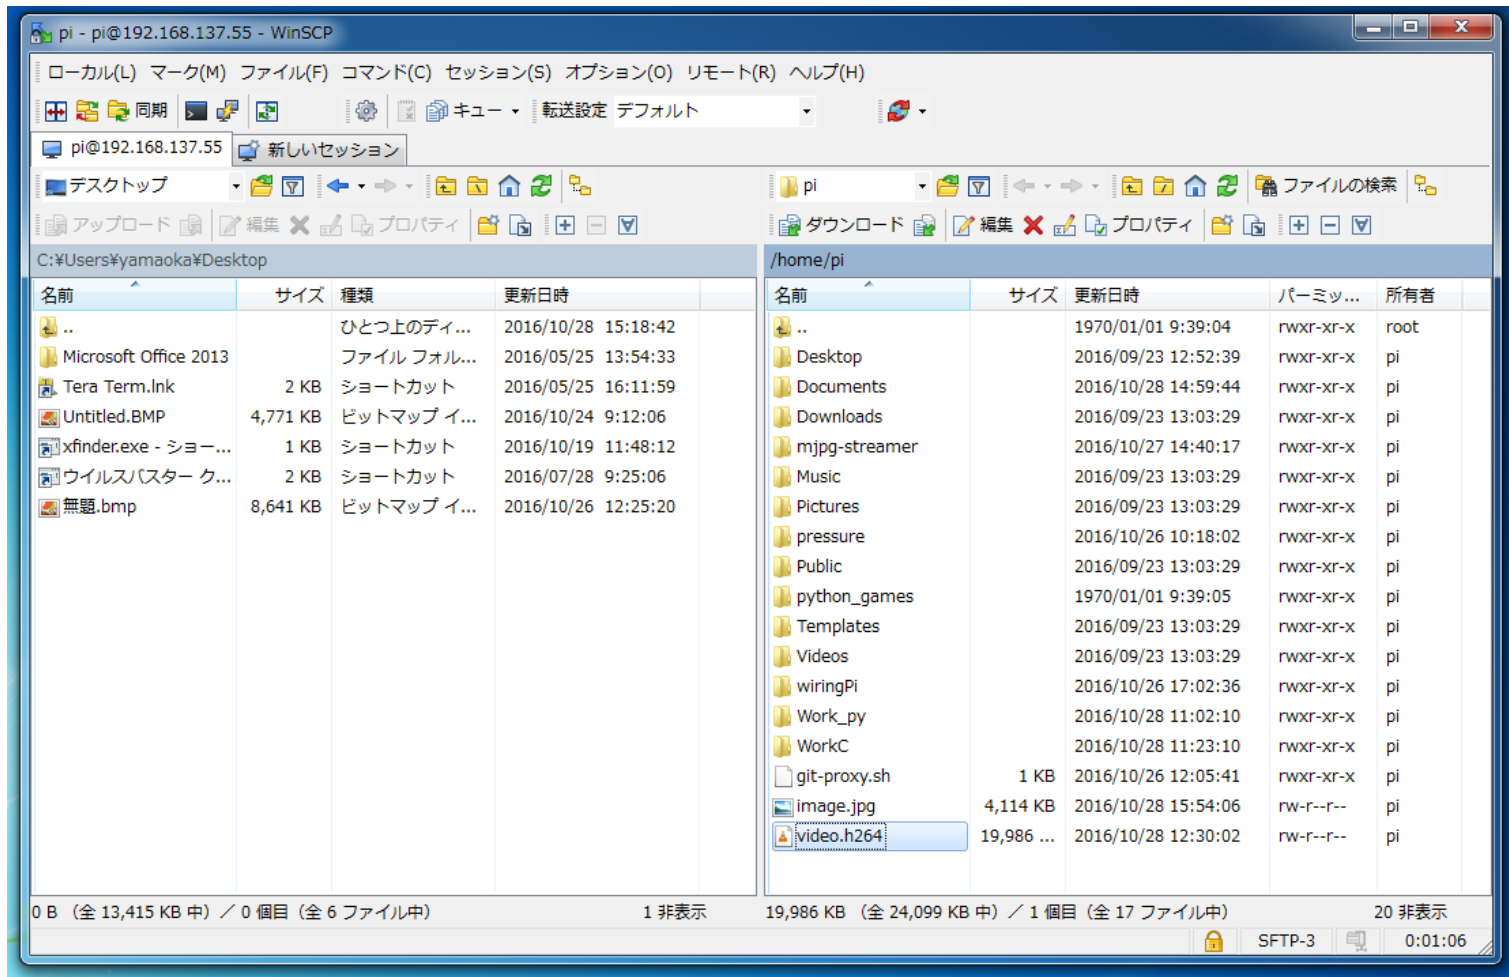 pi - pi@192.168.137.55 - WinSCP
ローカル(L) マーク(M) ファイル(F) コマンド(C) セッション(S) オプション(O) リモート(R) ヘルプ(H)
同期 キュー 転送設定 デフォルト
pi@192.168.137.55 新しいセッション
デスクトップ pi ファイルの検索
アップロード 編集 プロパティ ダウンロード 編集 プロパティ
C:¥Users¥yamaoka¥Desktop
名前 サイズ 種類 更新日時
.. ひとつ上のディ... 2016/10/28 15:18:42
Microsoft Office 2013 ファイル フォル... 2016/05/25 13:54:33
Tera Term.lnk 2 KB ショートカット 2016/05/25 16:11:59
Untitled.BMP 4,771 KB ビットマップ イ... 2016/10/24 9:12:06
xfinder.exe - ショー... 1 KB ショートカット 2016/10/19 11:48:12
ウイルスバスター ク... 2 KB ショートカット 2016/07/28 9:25:06
無題.bmp 8,641 KB ビットマップ イ... 2016/10/26 12:25:20
0 B （全 13,415 KB 中）／ 0 個目（全 6 ファイル中） 1 非表示
/home/pi
名前 サイズ 更新日時 パーミッ... 所有者
.. 1970/01/01 9:39:04 rwxr-xr-x root
Desktop 2016/09/23 12:52:39 rwxr-xr-x pi
Documents 2016/10/28 14:59:44 rwxr-xr-x pi
Downloads 2016/09/23 13:03:29 rwxr-xr-x pi
mjpg-streamer 2016/10/27 14:40:17 rwxr-xr-x pi
Music 2016/09/23 13:03:29 rwxr-xr-x pi
Pictures 2016/09/23 13:03:29 rwxr-xr-x pi
pressure 2016/10/26 10:18:02 rwxr-xr-x pi
Public 2016/09/23 13:03:29 rwxr-xr-x pi
python_games 1970/01/01 9:39:05 rwxr-xr-x pi
Templates 2016/09/23 13:03:29 rwxr-xr-x pi
Videos 2016/09/23 13:03:29 rwxr-xr-x pi
wiringPi 2016/10/26 17:02:36 rwxr-xr-x pi
Work_py 2016/10/28 11:02:10 rwxr-xr-x pi
WorkC 2016/10/28 11:23:10 rwxr-xr-x pi
git-proxy.sh 1 KB 2016/10/26 12:05:41 rwxr-xr-x pi
image.jpg 4,114 KB 2016/10/28 15:54:06 rw-r--r-- pi
video.h264 19,986 ... 2016/10/28 12:30:02 rw-r--r-- pi
19,986 KB （全 24,099 KB 中）／ 1 個目（全 17 ファイル中） 20 非表示
SFTP-3 0:01:06